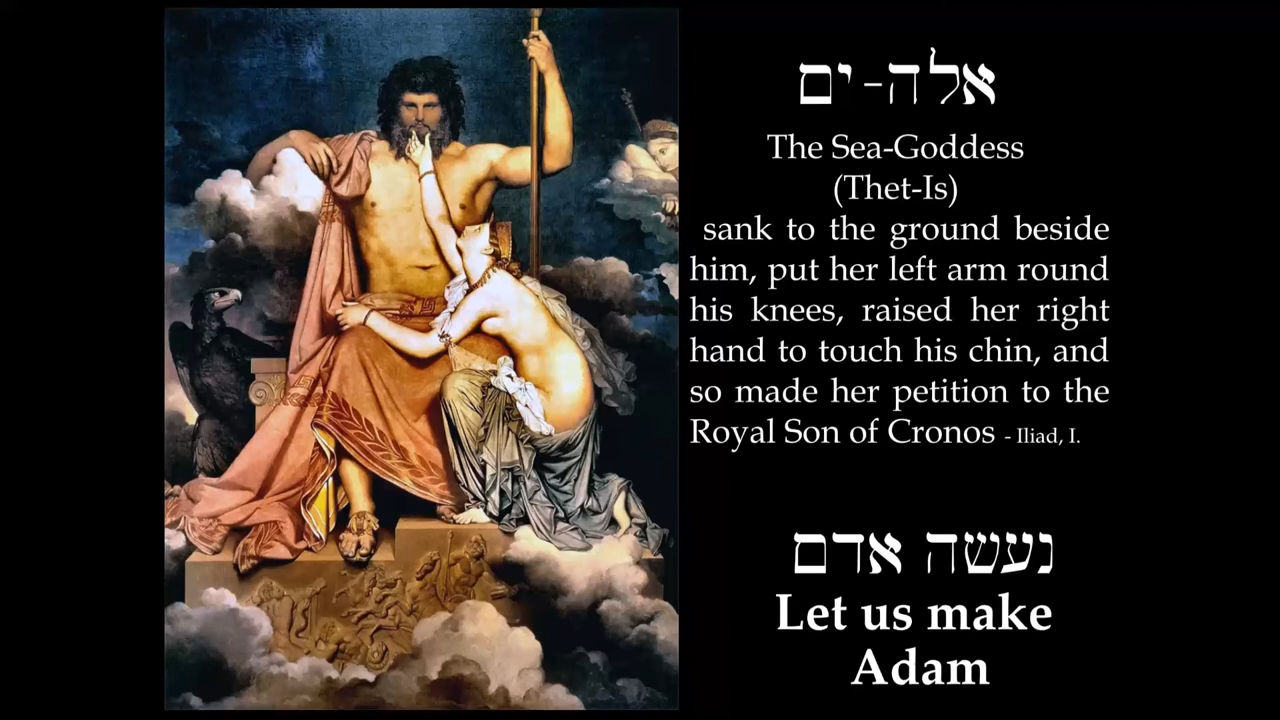 אלה-ים
The Sea-Goddess
(Thet-Is)
sank to the ground beside
him, put her left arm round
his knees, raised her right
hand to touch his chin, and
so made her petition to the
Royal Son of Cronos - Iliad, I.
נעשה אדם
Let us make
Adam